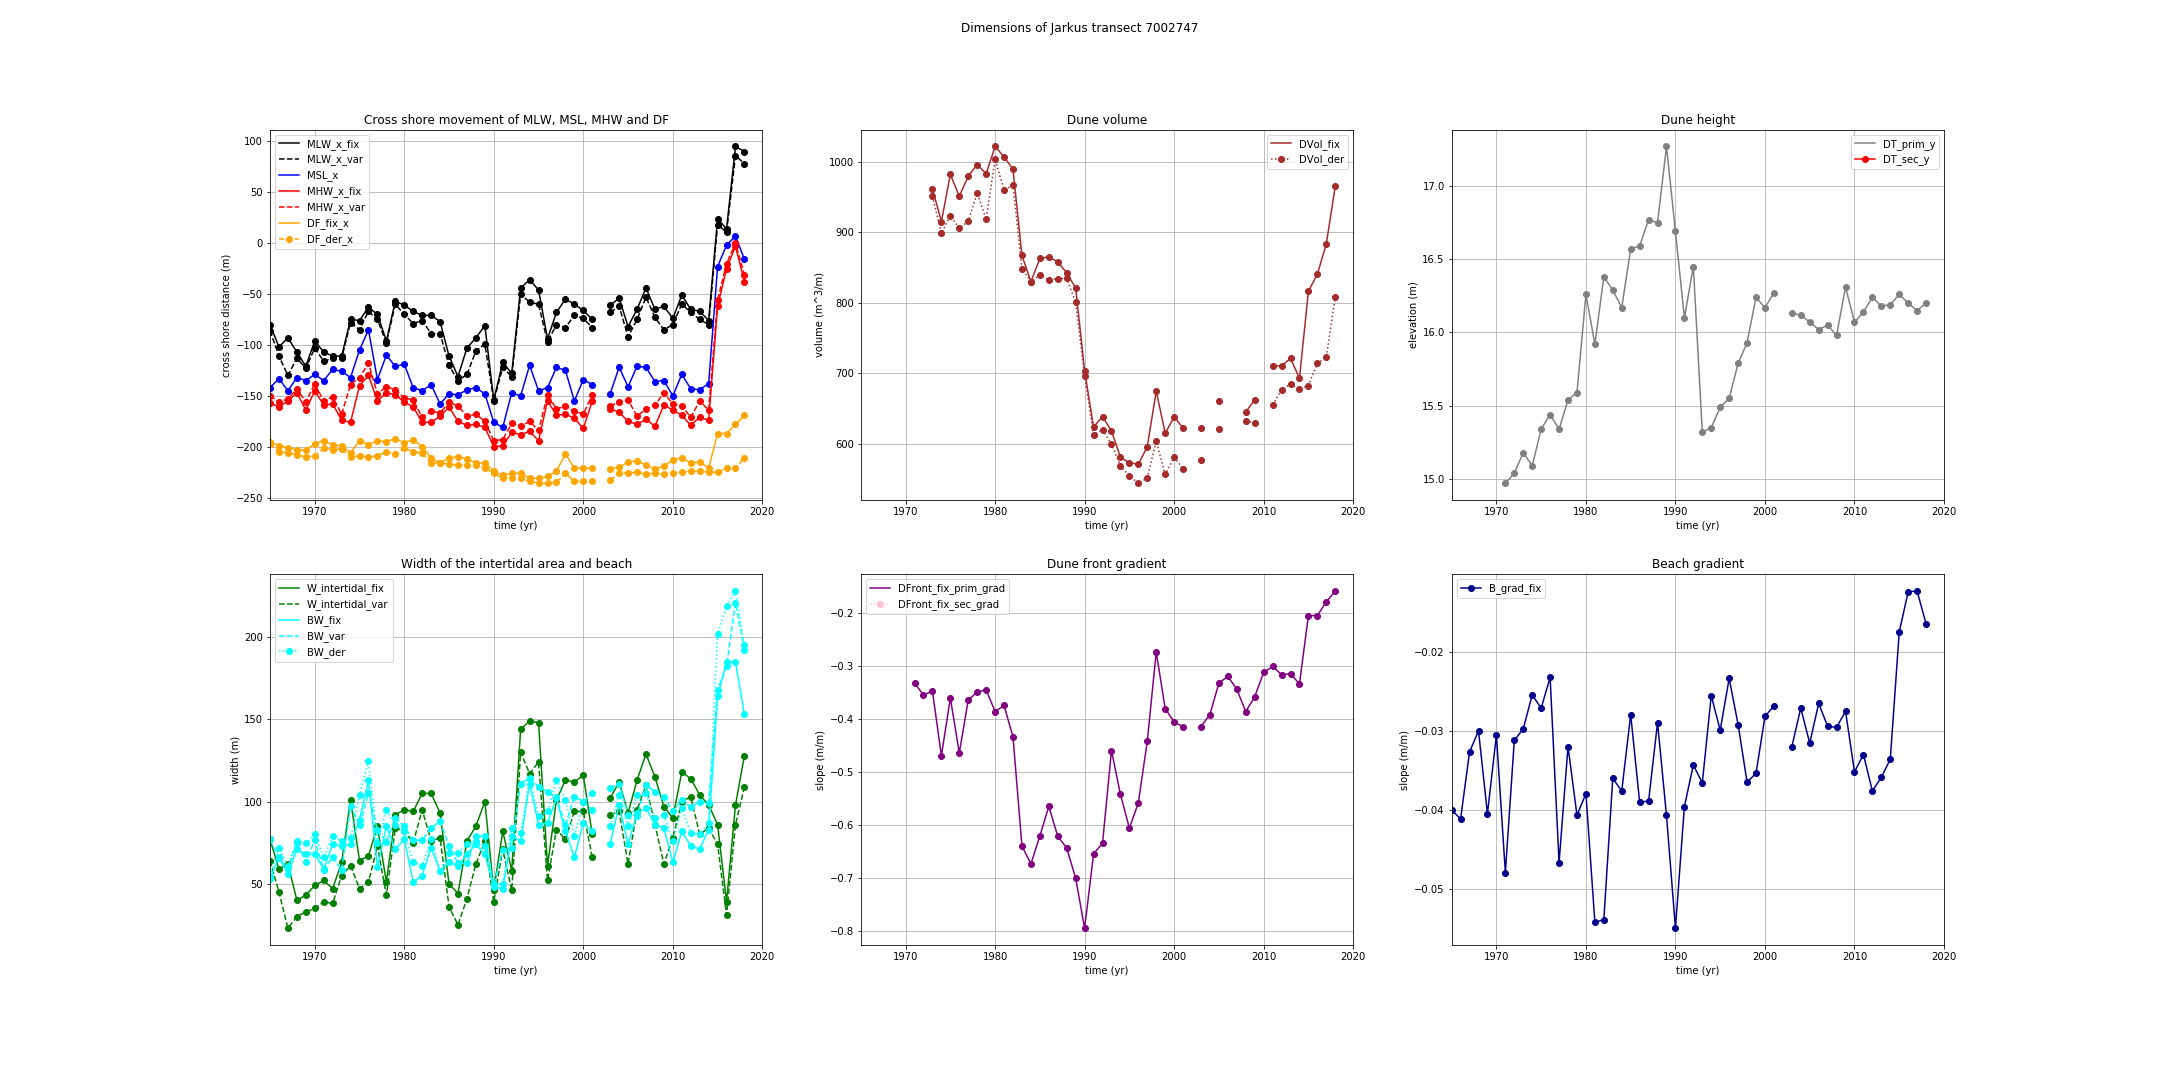 Dimensions of Jarkus transect 7002747
Cross shore movement of MLW, MSL, MHW and DF
cross shore distance (m)
100
50
0
−50
−100
−150
−200
−250
MLW_x_fix
MLW_x_var
MSL_x
MHW_x_fix
MHW_x_var
DF_fix_x
DF_der_x
1970 1980 1990 2000 2010 2020
time (yr)
Dune volume
volume (m^3/m)
1000
900
800
700
600
DVol_fix
DVol_der
1970 1980 1990 2000 2010 2020
time (yr)
Dune height
elevation (m)
17.0
16.5
16.0
15.5
15.0
DT_prim_y
DT_sec_y
1970 1980 1990 2000 2010 2020
time (yr)
Width of the intertidal area and beach
width (m)
200
150
100
50
W_intertidal_fix
W_intertidal_var
BW_fix
BW_var
BW_der
1970 1980 1990 2000 2010 2020
time (yr)
Dune front gradient
slope (m/m)
−0.2
−0.3
−0.4
−0.5
−0.6
−0.7
−0.8
DFront_fix_prim_grad
DFront_fix_sec_grad
1970 1980 1990 2000 2010 2020
time (yr)
Beach gradient
slope (m/m)
−0.02
−0.03
−0.04
−0.05
B_grad_fix
1970 1980 1990 2000 2010 2020
time (yr)